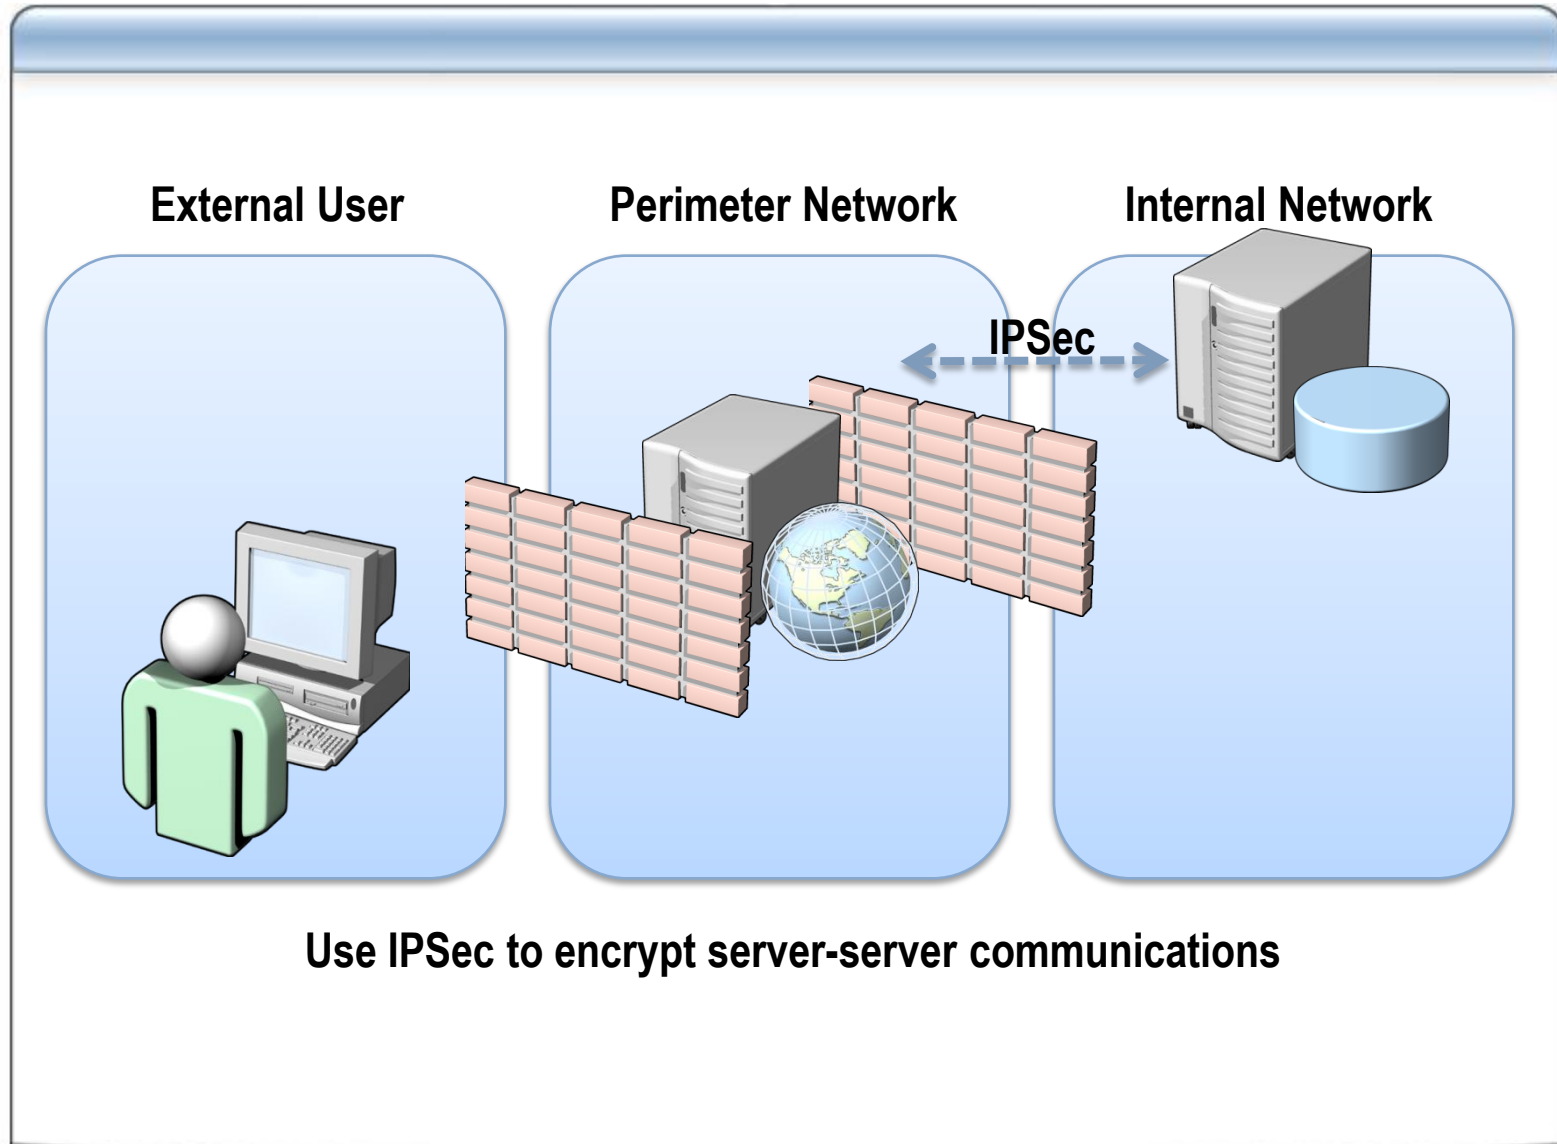 External User
Perimeter Network
Internal Network
IPSec
Use IPSec to encrypt server-server communications